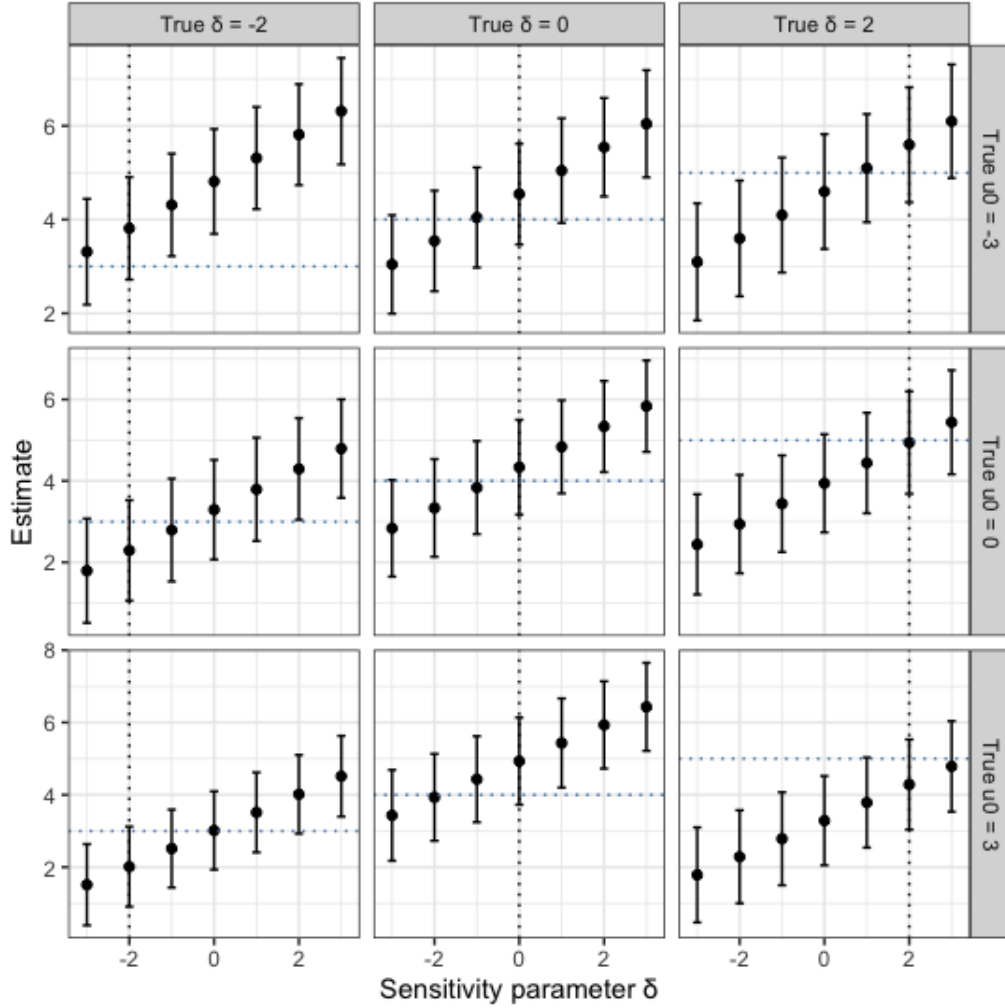 True δ = -2
True δ = 0
True δ = 2
6
4
2
True u0 = -3
6
4
2
True u0 = 0
8
6
4
2
True u0 = 3
Estimate
-2 0 2
-2 0 2
-2 0 2
Sensitivity parameter δ